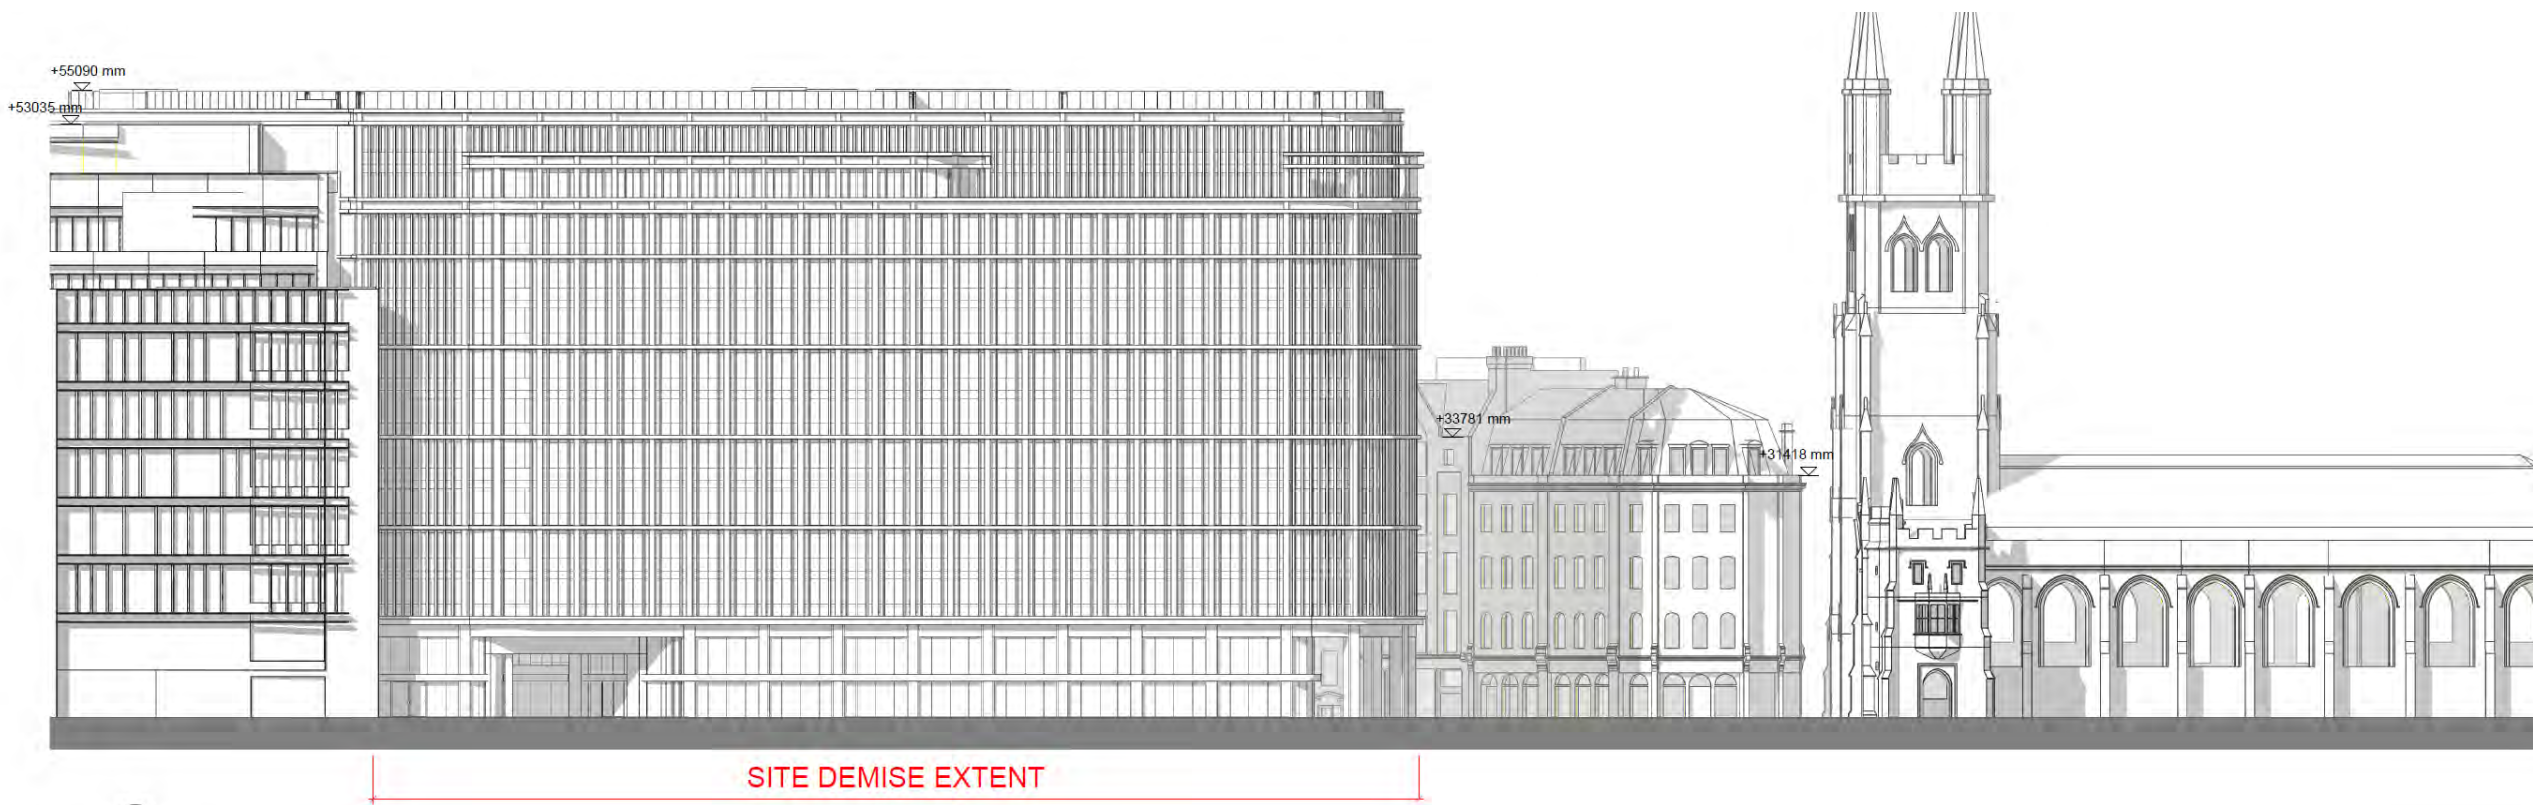 +55090 mm
+53035 mm
+33781 mm
+31418 mm
SITE DEMISE EXTENT